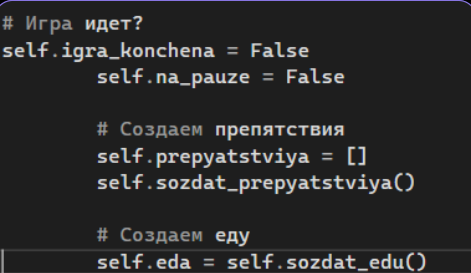 # Игра идет?
self.igra_konchena = False
self.na_pauze = False
# Создаем препятствия
self.prepyatstviya = []
self.sozdat_prepyatstviya()
# Создаем еду
self.eda = self.sozdat_edu()